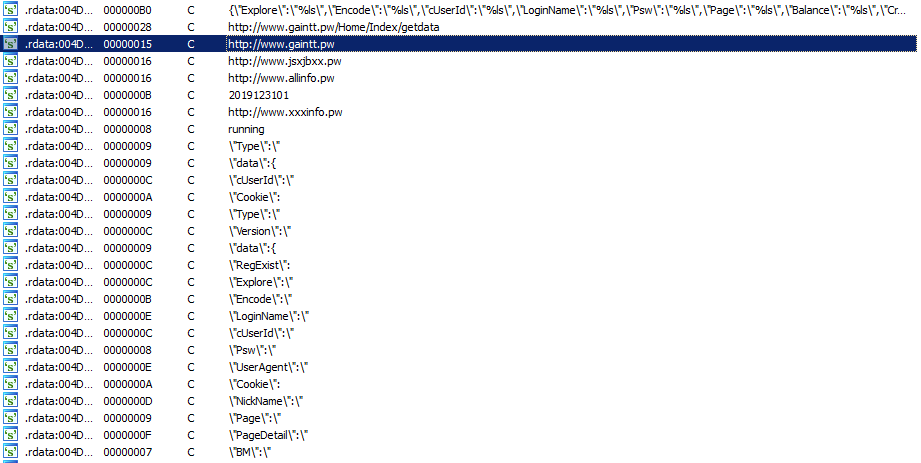 's' .rdata:004D... 000000B0 C {\"Explore\":\"%ls\",\"Encode\":\"%ls\",\"cUserId\":\"%ls\",\"LoginName\":\"%ls\",\"Psw\":\"%ls\",\"Page\":\"%ls\",\"Balance\":\"%ls\",\"Cr...
's' .rdata:004D... 00000028 C http://www.gaintt.pw/Home/Index/getdata
's' .rdata:004D... 00000015 C http://www.gaintt.pw
's' .rdata:004D... 00000016 C http://www.jsxjbxx.pw
's' .rdata:004D... 00000016 C http://www.allinfo.pw
's' .rdata:004D... 0000000B C 2019123101
's' .rdata:004D... 00000016 C http://www.xxxinfo.pw
's' .rdata:004D... 00000008 C running
's' .rdata:004D... 00000009 C \"Type\":\"
's' .rdata:004D... 00000009 C \"data\":{
's' .rdata:004D... 0000000C C \"cUserId\":\"
's' .rdata:004D... 0000000A C \"Cookie\":
's' .rdata:004D... 00000009 C \"Type\":\"
's' .rdata:004D... 0000000C C \"Version\":\"
's' .rdata:004D... 00000009 C \"data\":{
's' .rdata:004D... 0000000C C \"RegExist\":
's' .rdata:004D... 0000000C C \"Explore\":\"
's' .rdata:004D... 0000000B C \"Encode\":\"
's' .rdata:004D... 0000000E C \"LoginName\":\"
's' .rdata:004D... 0000000C C \"cUserId\":\"
's' .rdata:004D... 00000008 C \"Psw\":\"
's' .rdata:004D... 0000000E C \"UserAgent\":\"
's' .rdata:004D... 0000000A C \"Cookie\":
's' .rdata:004D... 0000000D C \"NickName\":\"
's' .rdata:004D... 00000009 C \"Page\":\"
's' .rdata:004D... 0000000F C \"PageDetail\":\"
's' .rdata:004D... 00000007 C \"BM\":\"